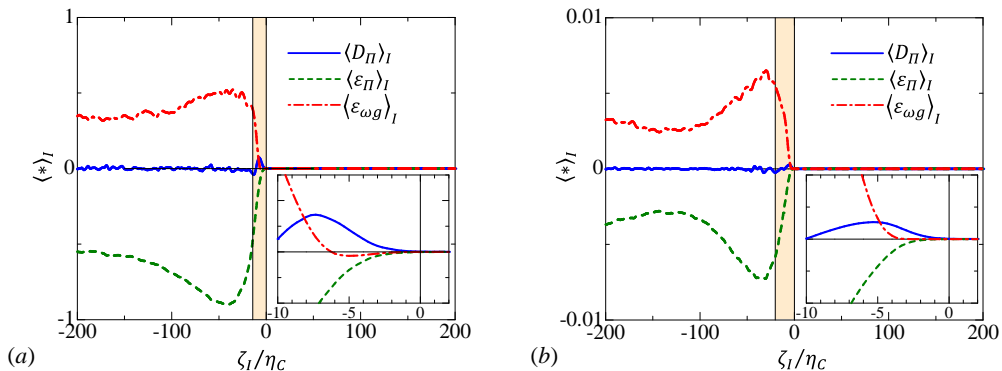 1
⟨D_Π⟩_I
⟨ε_Π⟩_I
⟨ε_ωg⟩_I
⟨*⟩_I
0
-10 -5 0
-1
-200 -100 0 100 200
(a) ζ_I/η_C
0.01
⟨D_Π⟩_I
⟨ε_Π⟩_I
⟨ε_ωg⟩_I
⟨*⟩_I
0
-10 -5 0
-0.01
-200 -100 0 100 200
(b) ζ_I/η_C